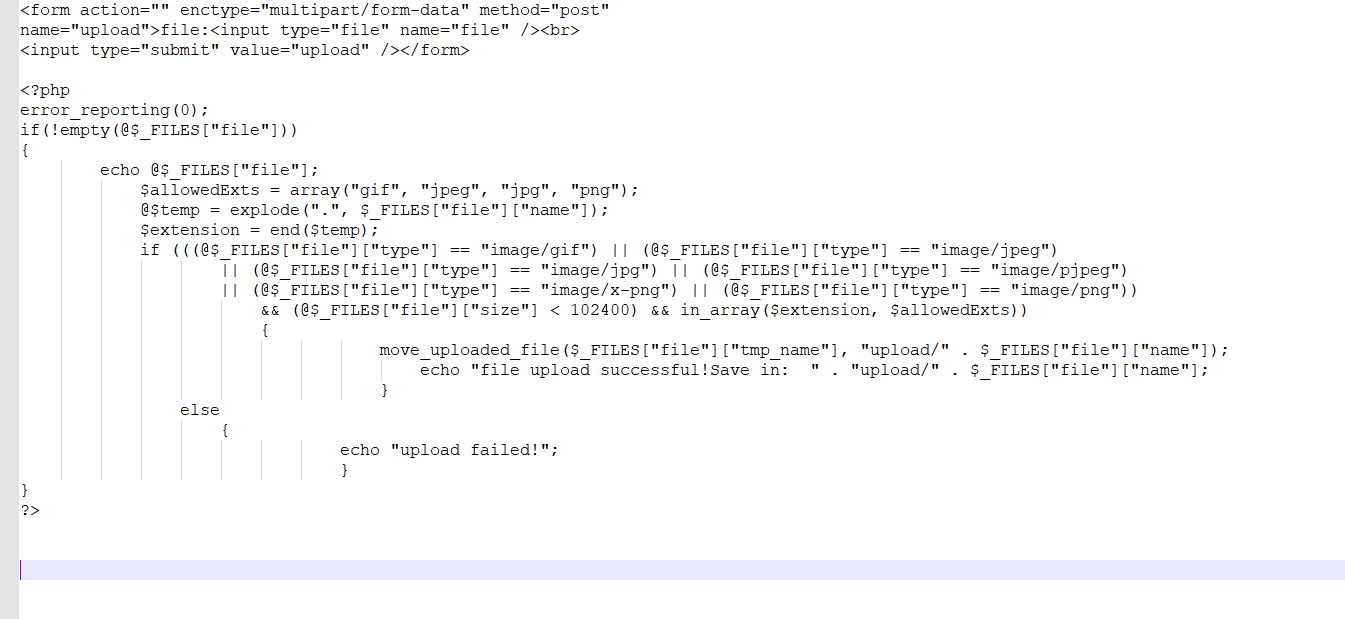 <form action="" enctype="multipart/form-data" method="post"
name="upload">file:<input type="file" name="file" /><br>
<input type="submit" value="upload" /></form>
<?php
error_reporting(0);
if(!empty(@$_FILES["file"]))
{
echo @$_FILES["file"];
$allowedExts = array("gif", "jpeg", "jpg", "png");
@$temp = explode(".", $_FILES["file"]["name"]);
$extension = end($temp);
if (((@$_FILES["file"]["type"] == "image/gif") || (@$_FILES["file"]["type"] == "image/jpeg")
|| (@$_FILES["file"]["type"] == "image/jpg") || (@$_FILES["file"]["type"] == "image/pjpeg")
|| (@$_FILES["file"]["type"] == "image/x-png") || (@$_FILES["file"]["type"] == "image/png"))
&& (@$_FILES["file"]["size"] < 102400) && in_array($extension, $allowedExts))
{
move_uploaded_file($_FILES["file"]["tmp_name"], "upload/" . $_FILES["file"]["name"]);
echo "file upload successful!Save in:  " . "upload/" . $_FILES["file"]["name"];
}
else
{
echo "upload failed!";
}
}
?>